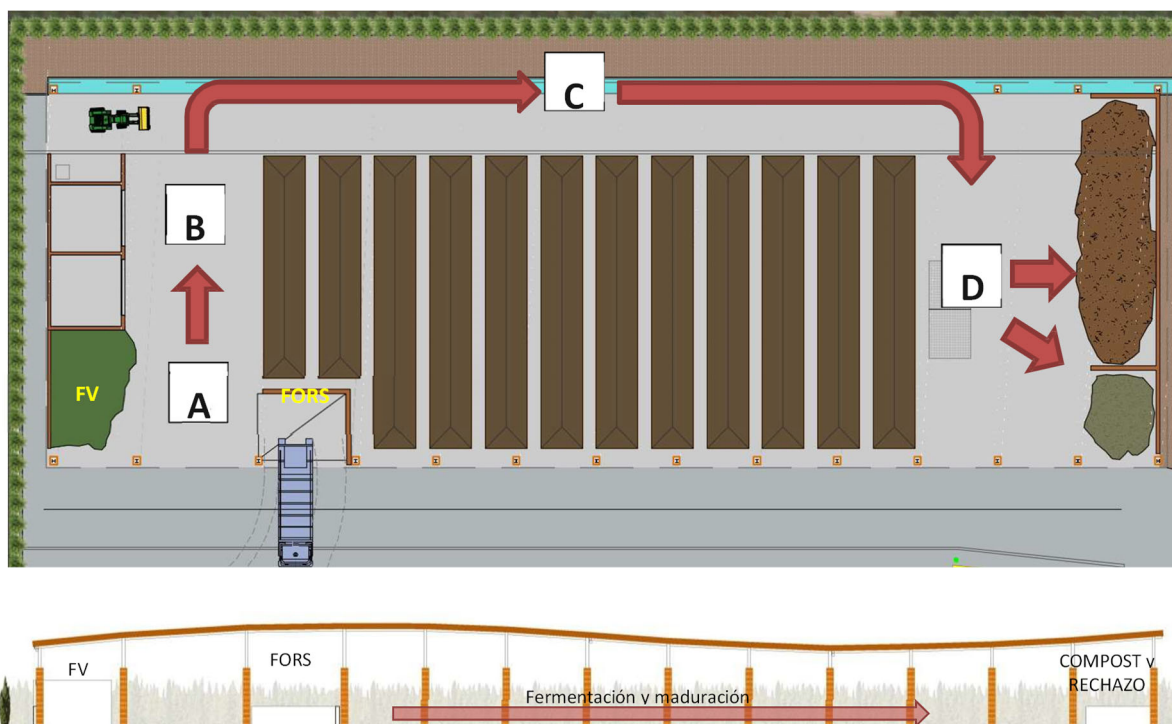 C
B
D
FV
A
FORS
FV
FORS
COMPOST y
RECHAZO
Fermentación y maduración